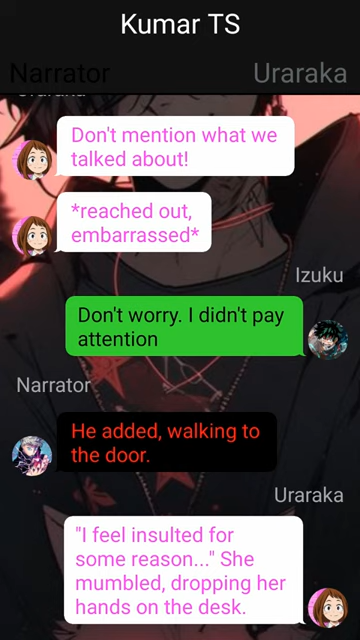 Kumar TS
Narrator
Uraraka
Uraraka
Don't mention what we
talked about!
*reached out,
embarrassed*
Izuku
Don't worry. I didn't pay
attention
Narrator
He added, walking to
the door.
Uraraka
"I feel insulted for
some reason..." She
mumbled, dropping her
hands on the desk.